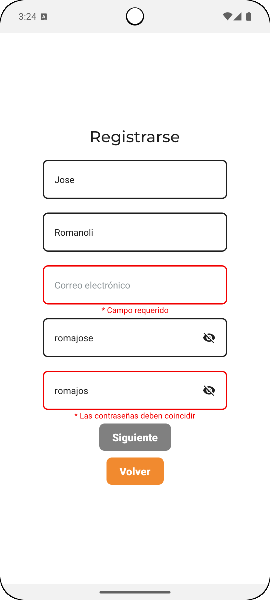 3:24
Registrarse
Jose
Romanoli
Correo electrónico
* Campo requerido
romajose
romajos
* Las contraseñas deben coincidir
Siguiente
Volver